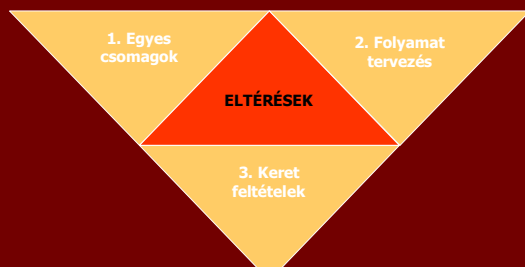 1. Egyes
csomagok
2. Folyamat
tervezés
ELTÉRÉSEK
3. Keret
feltételek